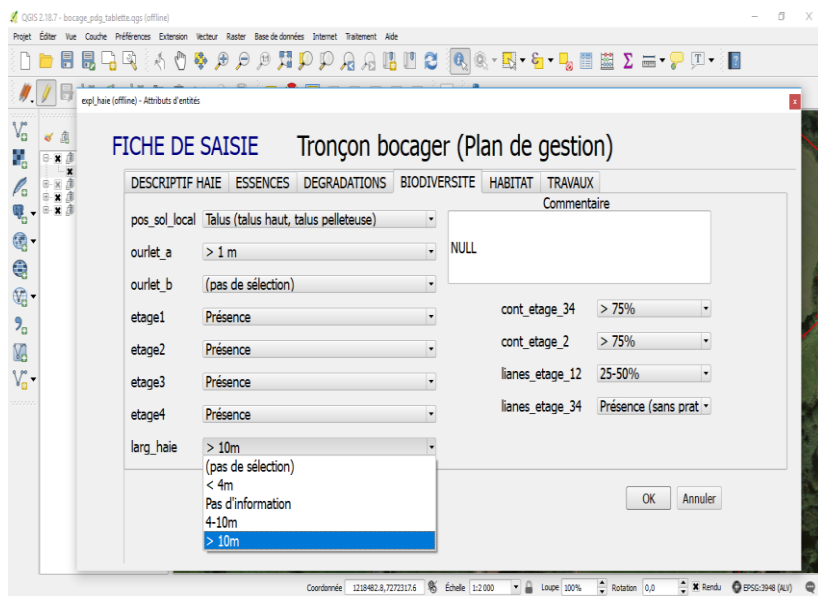 QGIS 2.18.7 - bocage_pdg_tablette.qgs (offline)
Projet Éditer Vue Couche Préférences Extension Vecteur Raster Base de données Internet Traitement Aide
expl_haie (offline) - Attributs d'entités
FICHE DE SAISIE Tronçon bocager (Plan de gestion)
DESCRIPTIF HAIE ESSENCES DEGRADATIONS BIODIVERSITE HABITAT TRAVAUX
Commentaire
pos_sol_local Talus (talus haut, talus pelleteuse)
NULL
ourlet_a > 1 m
ourlet_b (pas de sélection)
etage1 Présence
cont_etage_34 > 75%
etage2 Présence
cont_etage_2 > 75%
etage3 Présence
lianes_etage_12 25-50%
etage4 Présence
lianes_etage_34 Présence (sans prat
larg_haie > 10m
(pas de sélection)
< 4m
Pas d'information
4-10m
> 10m
OK Annuler
Coordonnée 1218482.8,7272317.6 Échelle 1:2 000 Loupe 100% Rotation 0,0 Rendu EPSG:3948 (ALV)